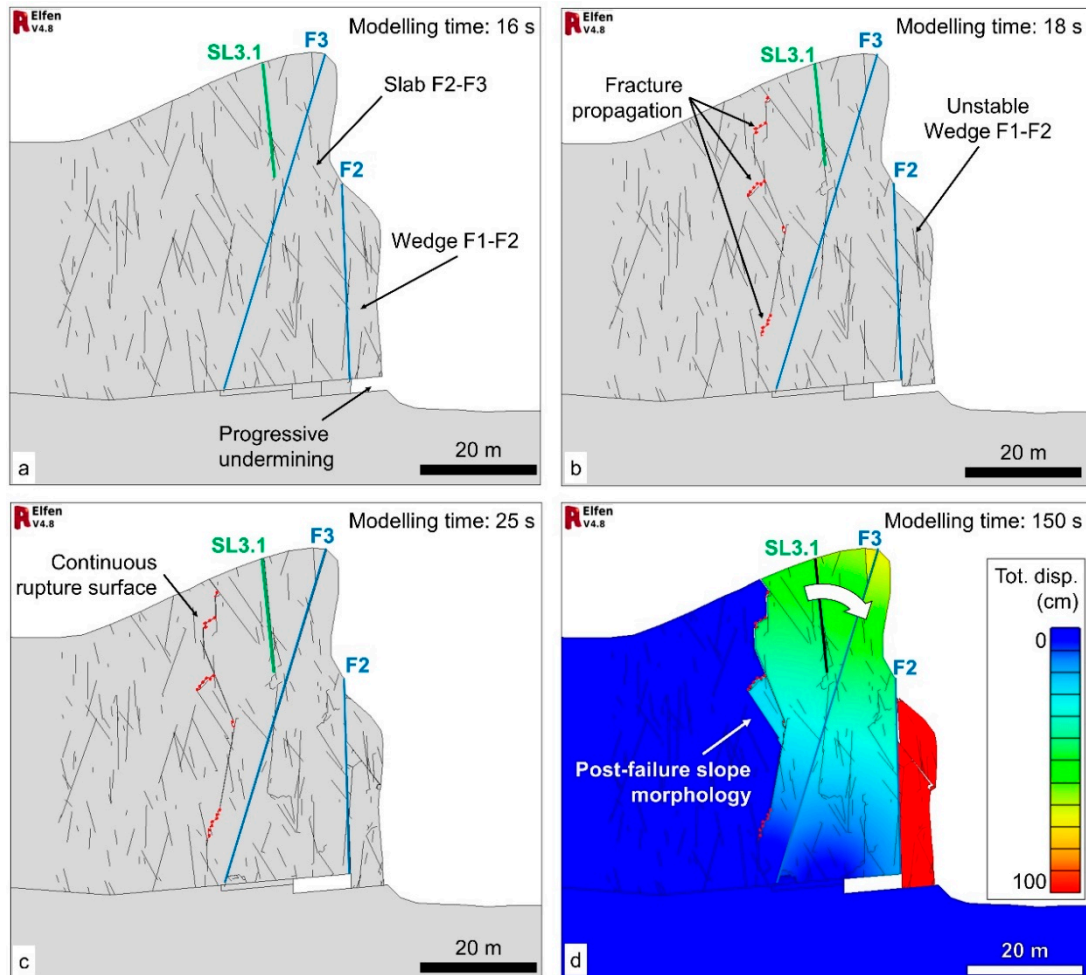 Elfen
V4.8
Modelling time: 16 s
F3
SL3.1
Slab F2-F3
F2
Wedge F1-F2
Progressive
undermining
20 m
a
Elfen
V4.8
Modelling time: 18 s
F3
SL3.1
Fracture
propagation
Unstable
Wedge F1-F2
F2
20 m
b
Elfen
V4.8
Modelling time: 25 s
F3
SL3.1
Continuous
rupture surface
F2
20 m
c
Elfen
V4.8
Modelling time: 150 s
F3
SL3.1
Tot. disp.
(cm)
0
F2
Post-failure slope
morphology
100
20 m
d